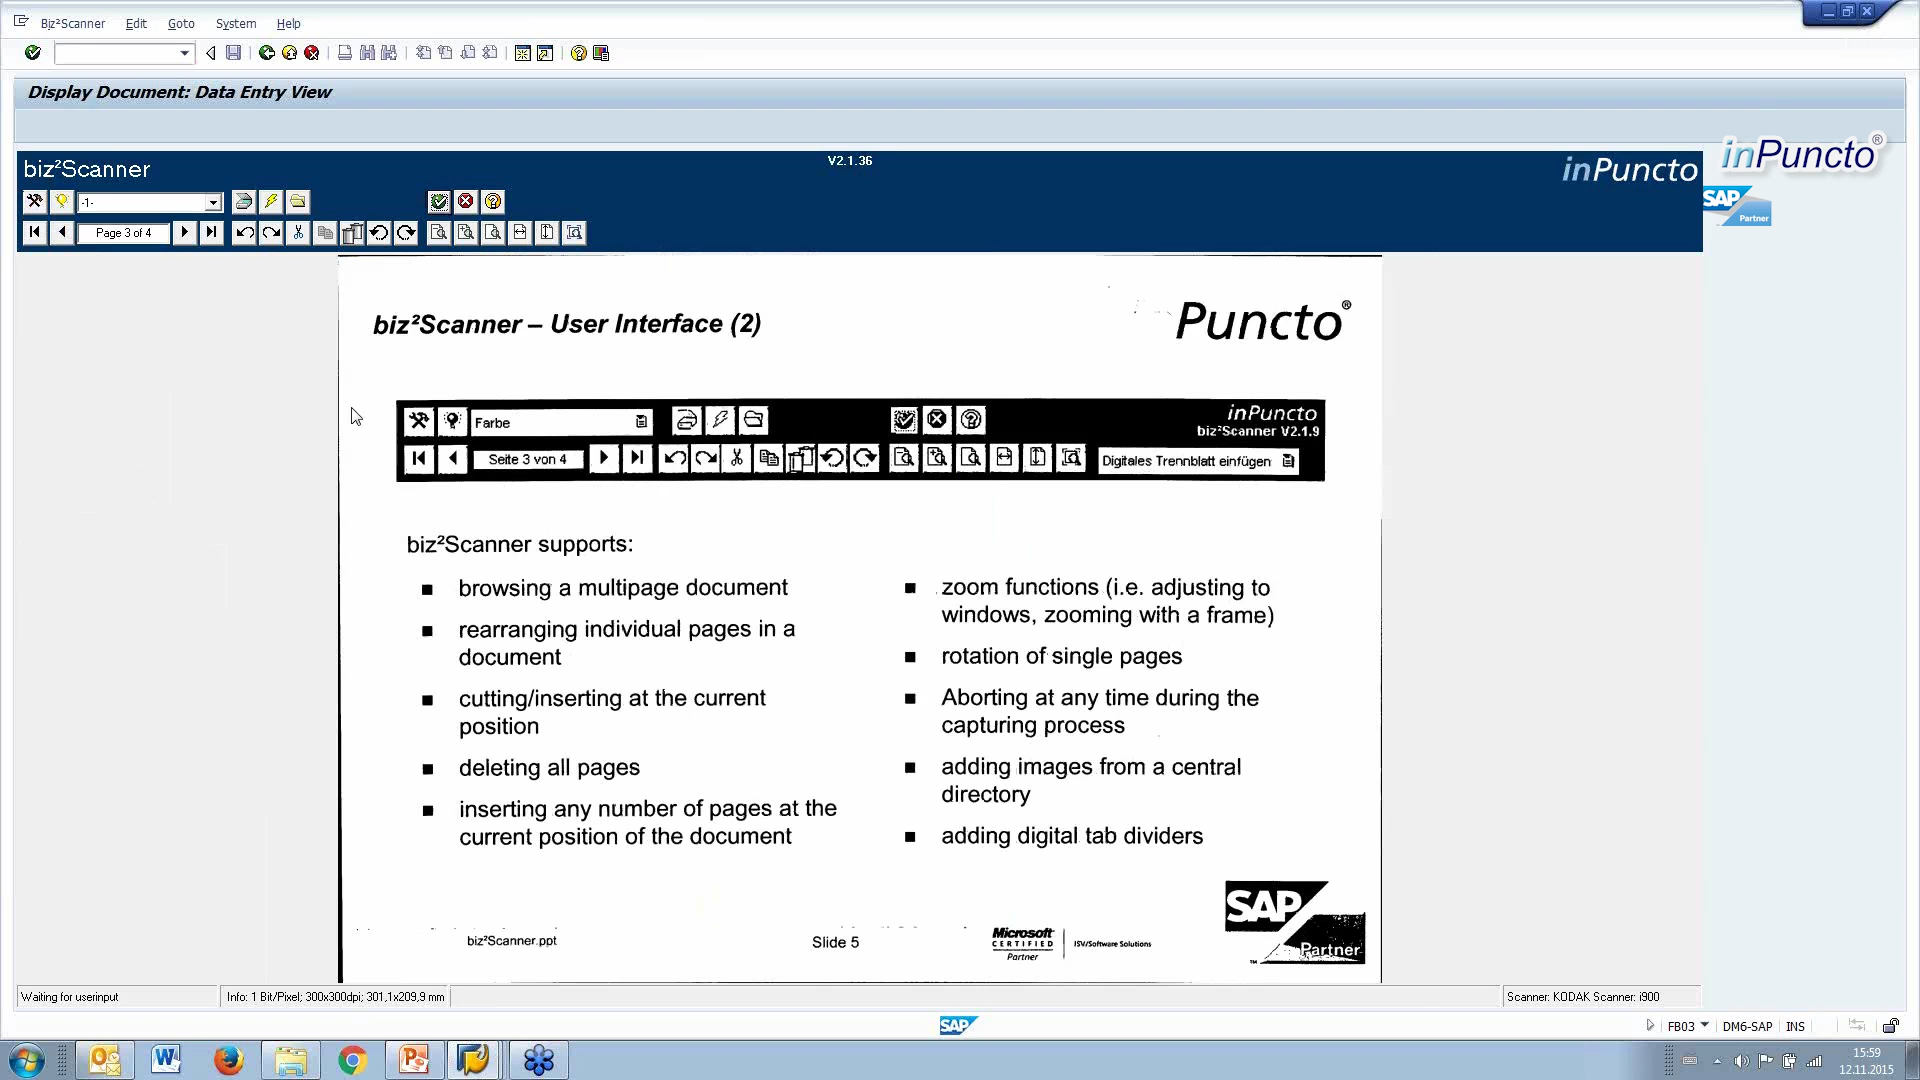 Biz²Scanner Edit Goto System Help
Display Document: Data Entry View
biz²Scanner
V2.1.36
inPuncto
inPuncto®
SAP
Partner
-1-
Page 3 of 4
biz²Scanner – User Interface (2)
Puncto®
Farbe
inPuncto
biz²Scanner V2.1.9
Seite 3 von 4
Digitales Trennblatt einfügen
biz²Scanner supports:
browsing a multipage document
rearranging individual pages in a
document
cutting/inserting at the current
position
deleting all pages
inserting any number of pages at the
current position of the document
zoom functions (i.e. adjusting to
windows, zooming with a frame)
rotation of single pages
Aborting at any time during the
capturing process
adding images from a central
directory
adding digital tab dividers
biz²Scanner.ppt
Slide 5
Microsoft
CERTIFIED
Partner
ISV/Software Solutions
SAP
Partner
TM
Waiting for userinput
Info: 1 Bit/Pixel; 300x300dpi; 301,1x209,9 mm
Scanner: KODAK Scanner: i900
SAP
FB03 DM6-SAP INS
15:59
12.11.2015